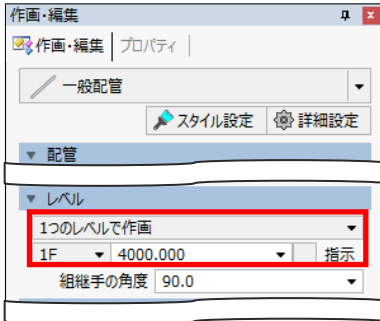 作画・編集
作画・編集 プロパティ
一般配管
スタイル設定 詳細設定
配管
レベル
1つのレベルで作画
1F 4000.000 指示
組継手の角度 90.0